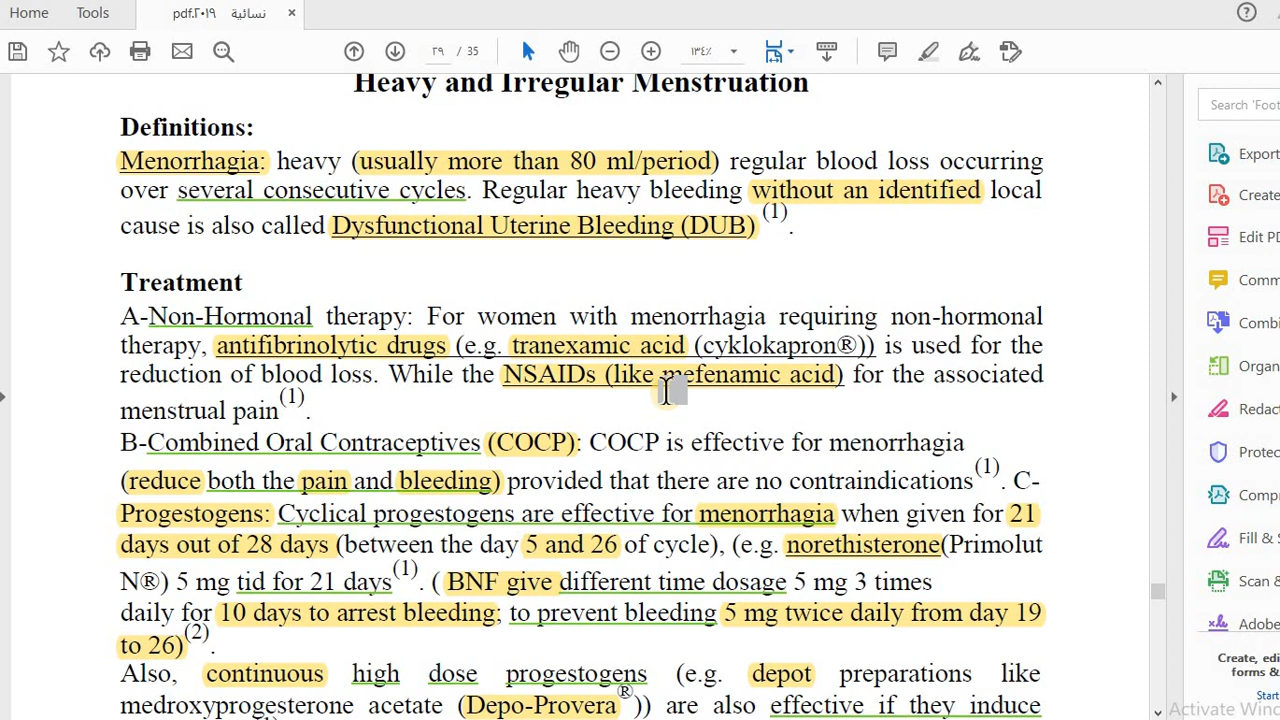 Home Tools نسائية ٢٠١٩.pdf ×
٢٩ / 35 ١٣٤٪
Heavy and Irregular Menstruation
Definitions:
Menorrhagia: heavy (usually more than 80 ml/period) regular blood loss occurring
over several consecutive cycles. Regular heavy bleeding without an identified local
cause is also called Dysfunctional Uterine Bleeding (DUB) (1).
Treatment
A-Non-Hormonal therapy: For women with menorrhagia requiring non-hormonal
therapy, antifibrinolytic drugs (e.g. tranexamic acid (cyklokapron®)) is used for the
reduction of blood loss. While the NSAIDs (like mefenamic acid) for the associated
menstrual pain(1).
B-Combined Oral Contraceptives (COCP): COCP is effective for menorrhagia
(reduce both the pain and bleeding) provided that there are no contraindications(1). C-
Progestogens: Cyclical progestogens are effective for menorrhagia when given for 21
days out of 28 days (between the day 5 and 26 of cycle), (e.g. norethisterone(Primolut
N®) 5 mg tid for 21 days(1). ( BNF give different time dosage 5 mg 3 times
daily for 10 days to arrest bleeding; to prevent bleeding 5 mg twice daily from day 19
to 26)(2).
Also, continuous high dose progestogens (e.g. depot preparations like
medroxyprogesterone acetate (Depo-Provera®)) are also effective if they induce
Search 'Foot
Export
Create
Edit PD
Comm
Combi
Organ
Redact
Protec
Comp
Fill & S
Scan &
Adobe
Create, edi
forms &
Start
Activate Wind